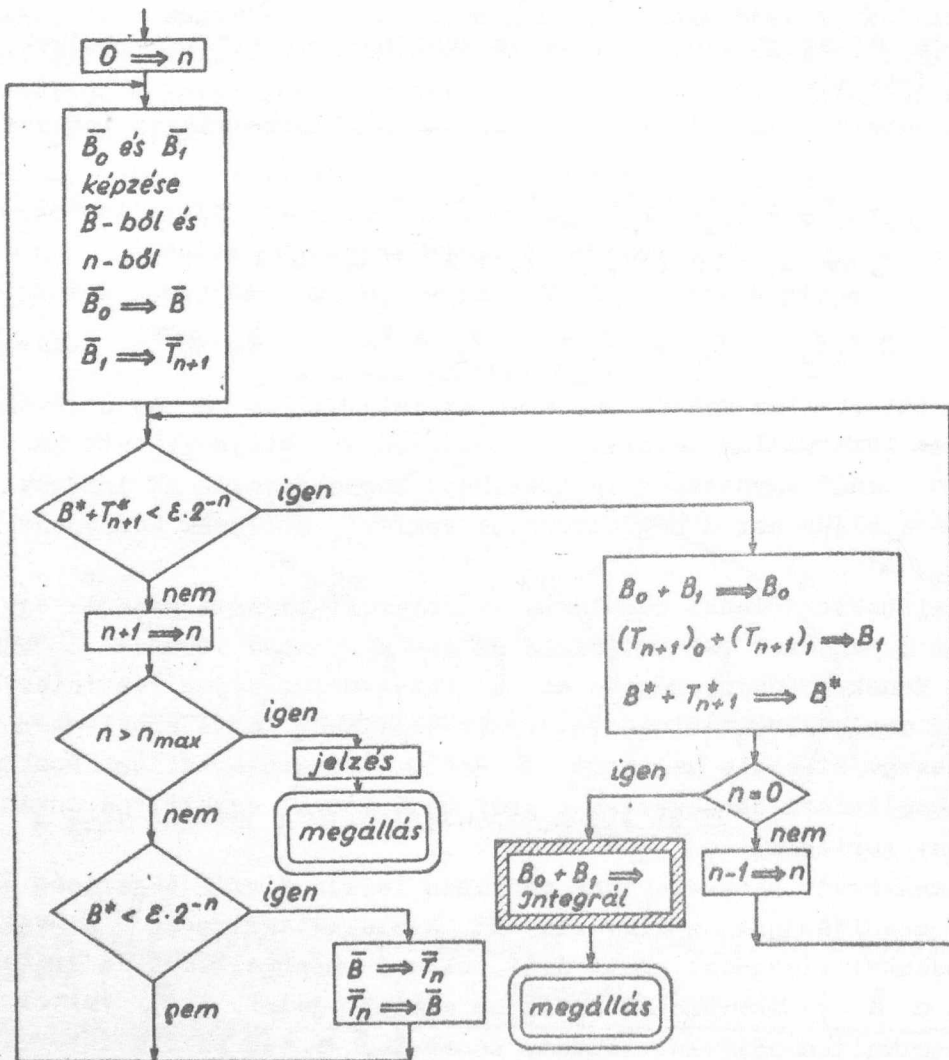 0 ⟹ n
B̅₀ és B̅₁
képzése
B̃-ből és
n-ből
B̅₀ ⟹ B̅
B̅₁ ⟹ T̅ₙ₊₁
B* + T*ₙ₊₁ < ε·2⁻ⁿ
igen
nem
n+1 ⟹ n
n > n_max
igen
jelzés
megállás
nem
B* < ε·2⁻ⁿ
igen
B̅ ⟹ T̅ₙ
T̅ₙ ⟹ B̅
nem
B₀ + B₁ ⟹ B₀
(Tₙ₊₁)₀ + (Tₙ₊₁)₁ ⟹ B₁
B* + T*ₙ₊₁ ⟹ B*
igen
n = 0
nem
B₀ + B₁ ⟹
Integrál
n-1 ⟹ n
megállás